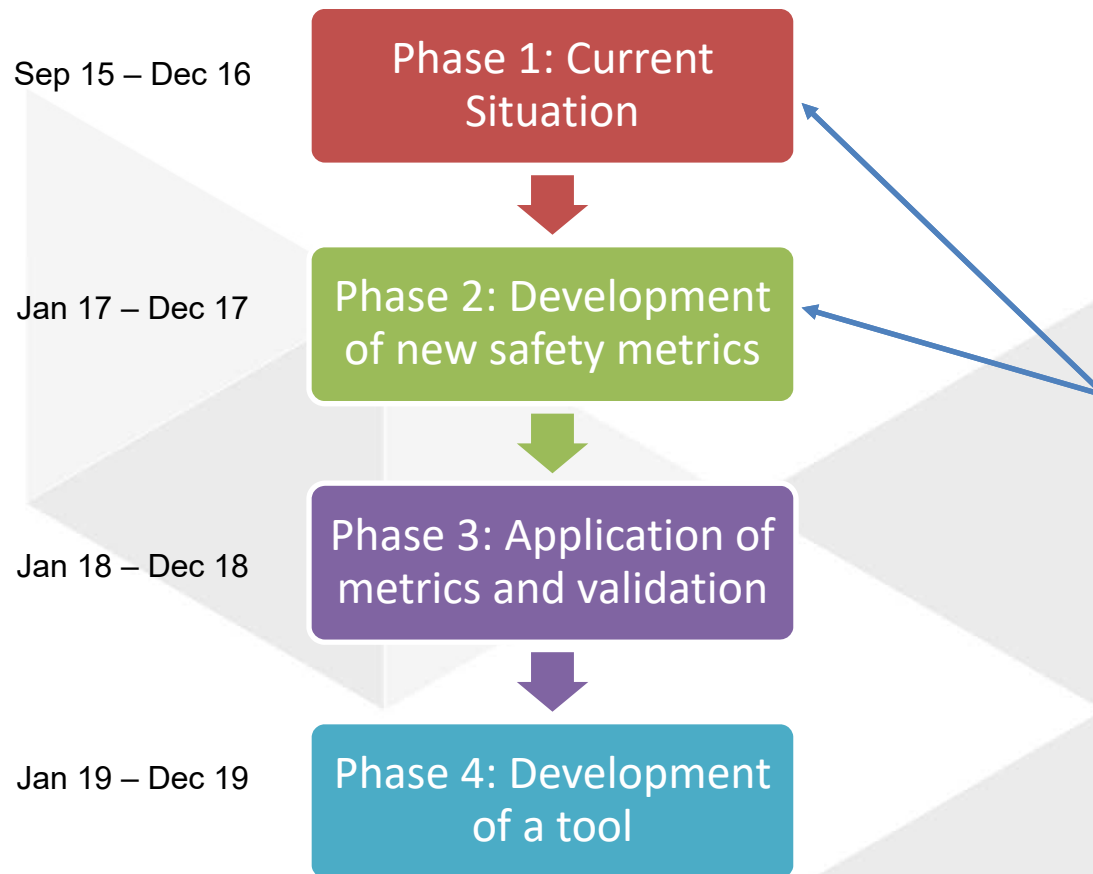 Sep 15 – Dec 16
Phase 1: Current
Situation
Jan 17 – Dec 17
Phase 2: Development
of new safety metrics
Jan 18 – Dec 18
Phase 3: Application of
metrics and validation
Jan 19 – Dec 19
Phase 4: Development
of a tool